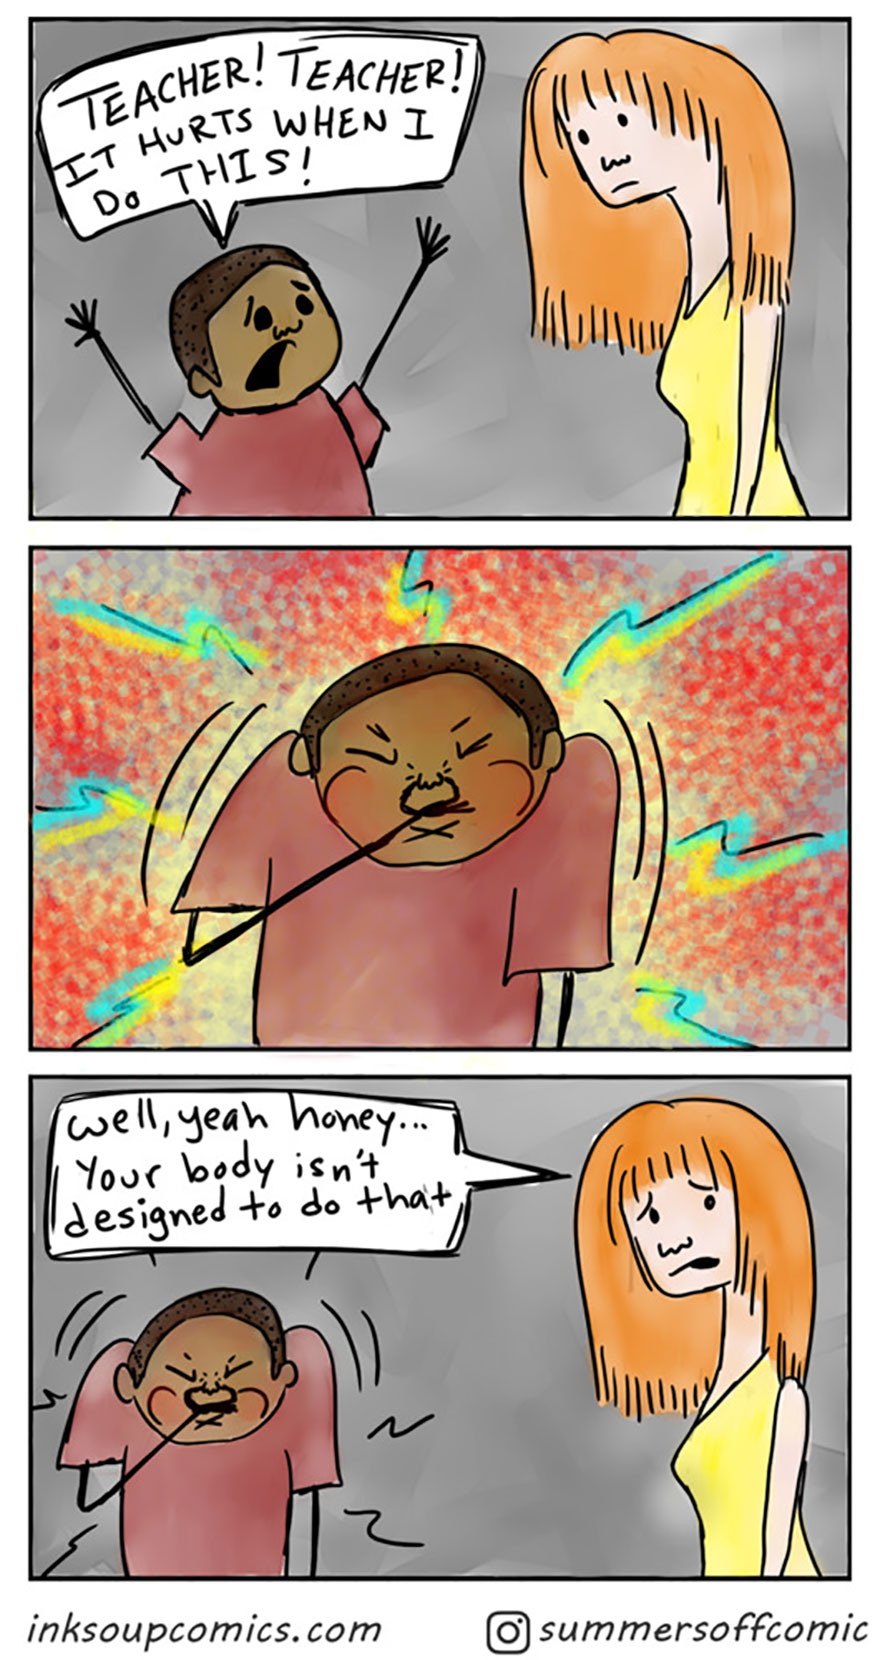 TEACHER! TEACHER!
IT HURTS WHEN I
DO THIS!
well, yeah honey...
Your body isn't
designed to do that
inksoupcomics.com
summersoffcomic